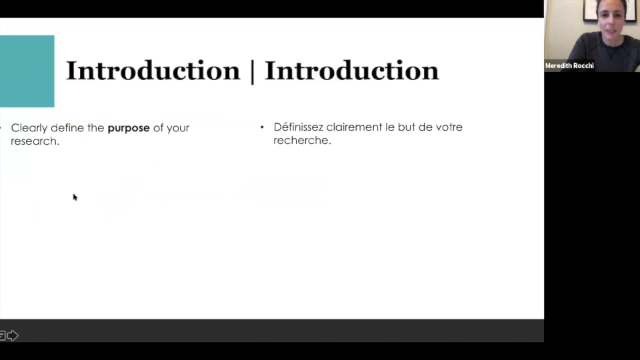 Introduction | Introduction
Meredith Rocchi
• Clearly define the purpose of your
research.
• Définissez clairement le but de votre
recherche.